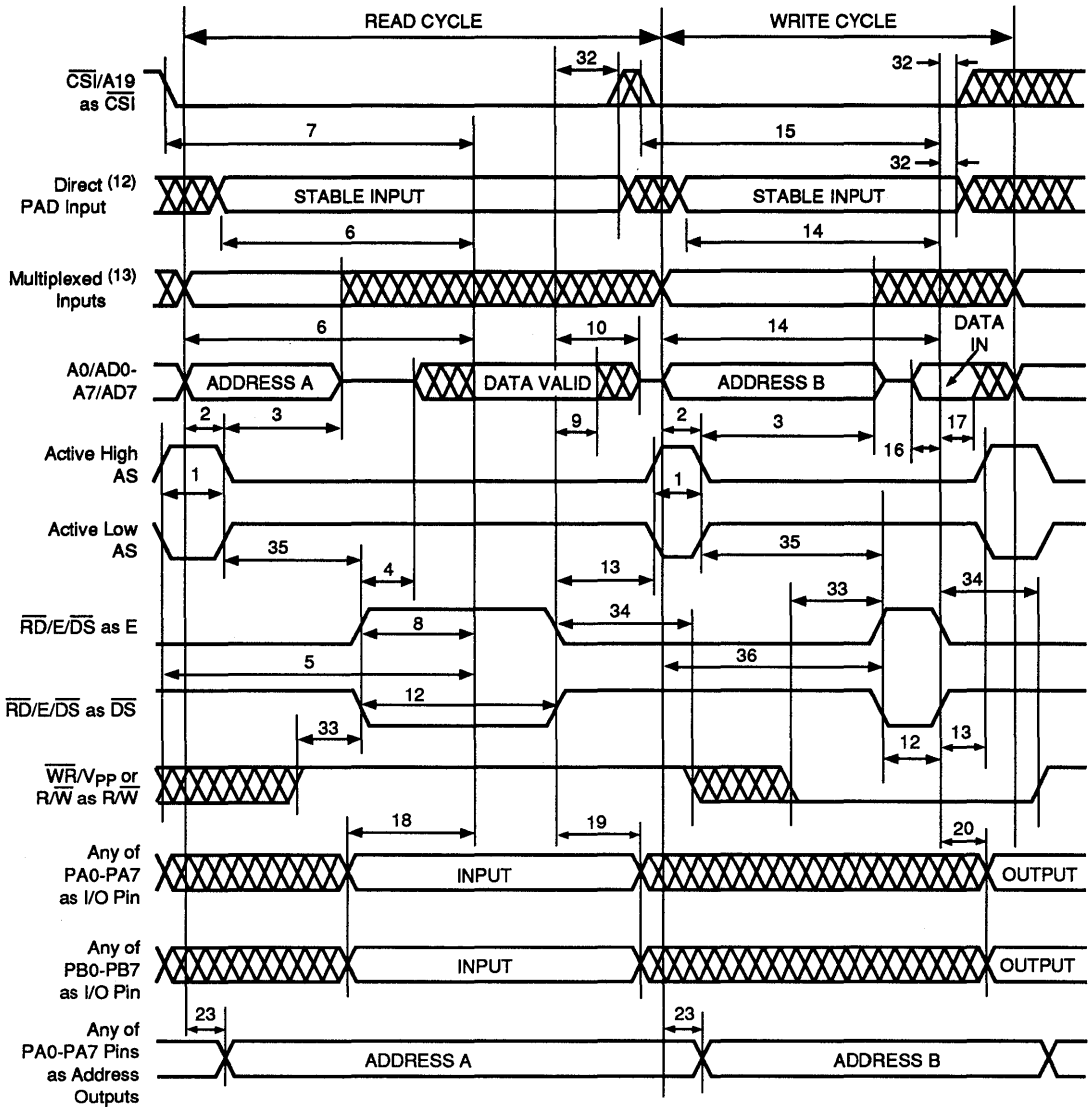 READ CYCLE
WRITE CYCLE
32
32
CSI/A19
as CSI
7
15
32
Direct (12)
PAD Input
STABLE INPUT
STABLE INPUT
6
14
Multiplexed (13)
Inputs
6
10
14
DATA
IN
A0/AD0-
A7/AD7
ADDRESS A
DATA VALID
ADDRESS B
2
3
9
2
3
16
17
Active High
AS
1
1
Active Low
AS
35
4
13
35
33
34
RD/E/DS as E
8
34
5
36
RD/E/DS as DS
12
33
12
13
WR/VPP or
R/W as R/W
18
19
20
Any of
PA0-PA7
as I/O Pin
INPUT
OUTPUT
Any of
PB0-PB7
as I/O Pin
INPUT
OUTPUT
23
23
Any of
PA0-PA7 Pins
as Address
Outputs
ADDRESS A
ADDRESS B